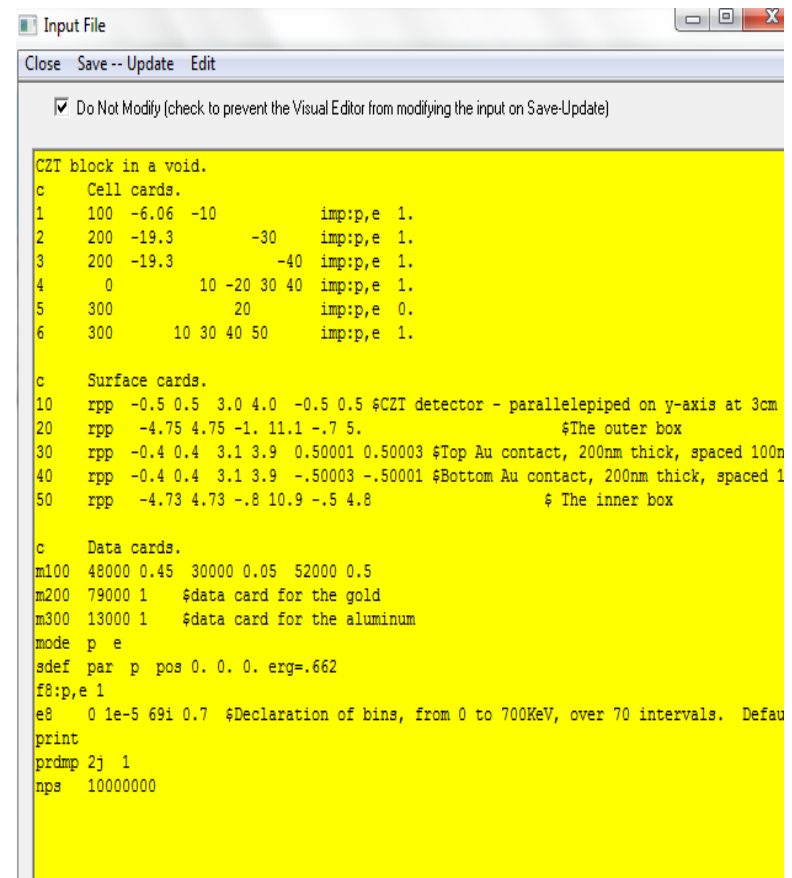 Input File
Close Save -- Update Edit
Do Not Modify (check to prevent the Visual Editor from modifying the input on Save-Update)
CZT block in a void.
c Cell cards.
1 100 -6.06 -10 imp:p,e 1.
2 200 -19.3 -30 imp:p,e 1.
3 200 -19.3 -40 imp:p,e 1.
4 0 10 -20 30 40 imp:p,e 1.
5 300 20 imp:p,e 0.
6 300 10 30 40 50 imp:p,e 1.
c Surface cards.
10 rpp -0.5 0.5 3.0 4.0 -0.5 0.5 $CZT detector - parallelepiped on y-axis at 3cm
20 rpp -4.75 4.75 -1. 11.1 -.7 5. $The outer box
30 rpp -0.4 0.4 3.1 3.9 0.50001 0.50003 $Top Au contact, 200nm thick, spaced 100n
40 rpp -0.4 0.4 3.1 3.9 -.50003 -.50001 $Bottom Au contact, 200nm thick, spaced 1
50 rpp -4.73 4.73 -.8 10.9 -.5 4.8 $ The inner box
c Data cards.
m100 48000 0.45 30000 0.05 52000 0.5
m200 79000 1 $data card for the gold
m300 13000 1 $data card for the aluminum
mode p e
sdef par p pos 0. 0. 0. erg=.662
f8:p,e 1
e8 0 1e-5 69i 0.7 $Declaration of bins, from 0 to 700KeV, over 70 intervals. Defau
print
prdmp 2j 1
nps 10000000